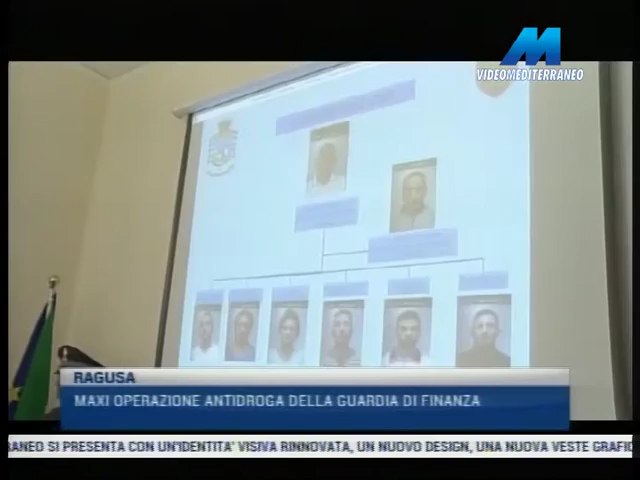 VIDEOMEDITERRANEO
RAGUSA
MAXI OPERAZIONE ANTIDROGA DELLA GUARDIA DI FINANZA
RANEO SI PRESENTA CON UN'IDENTITA' VISIVA RINNOVATA, UN NUOVO DESIGN, UNA NUOVA VESTE GRAFIC